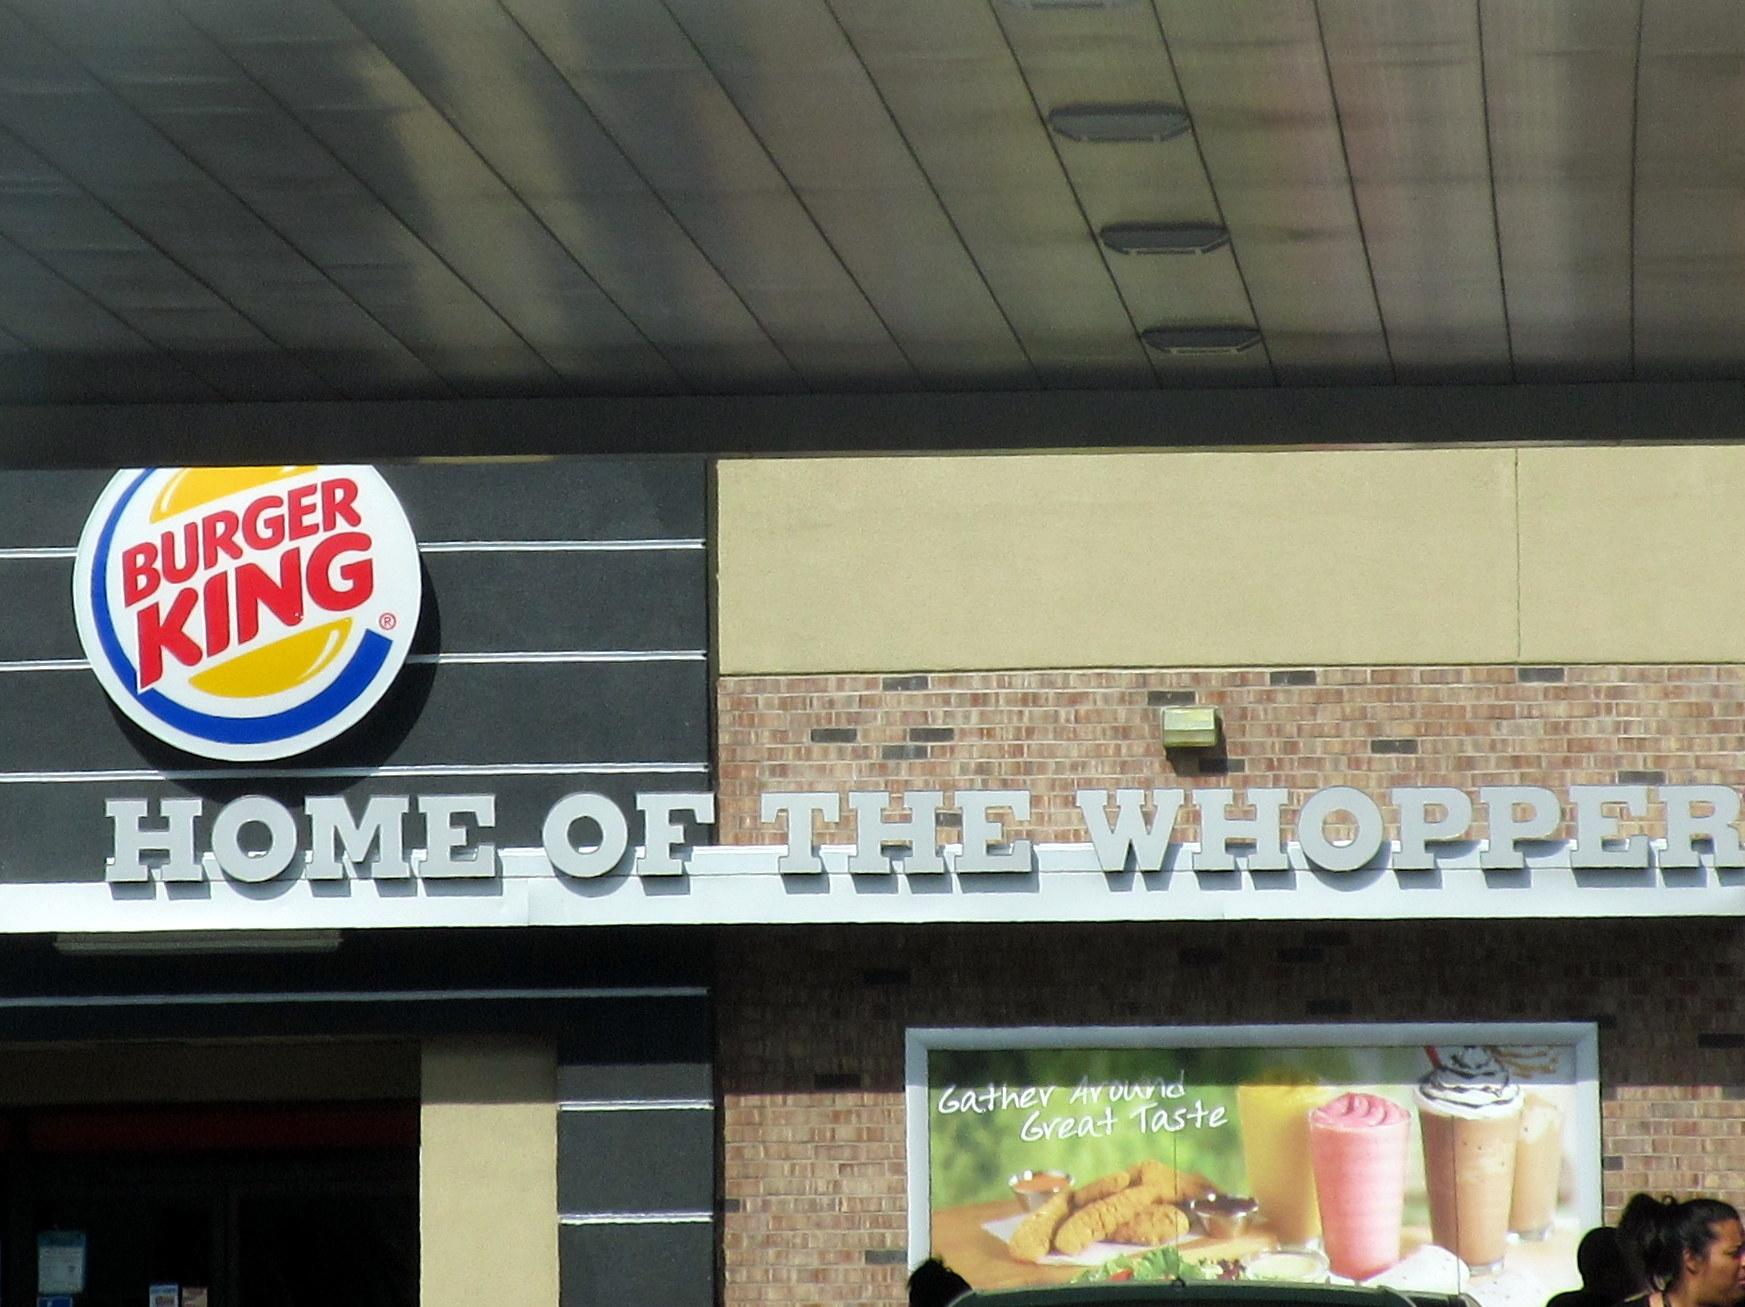 BURGER
KING
®
HOME OF THE WHOPPER
Gather Around
Great Taste